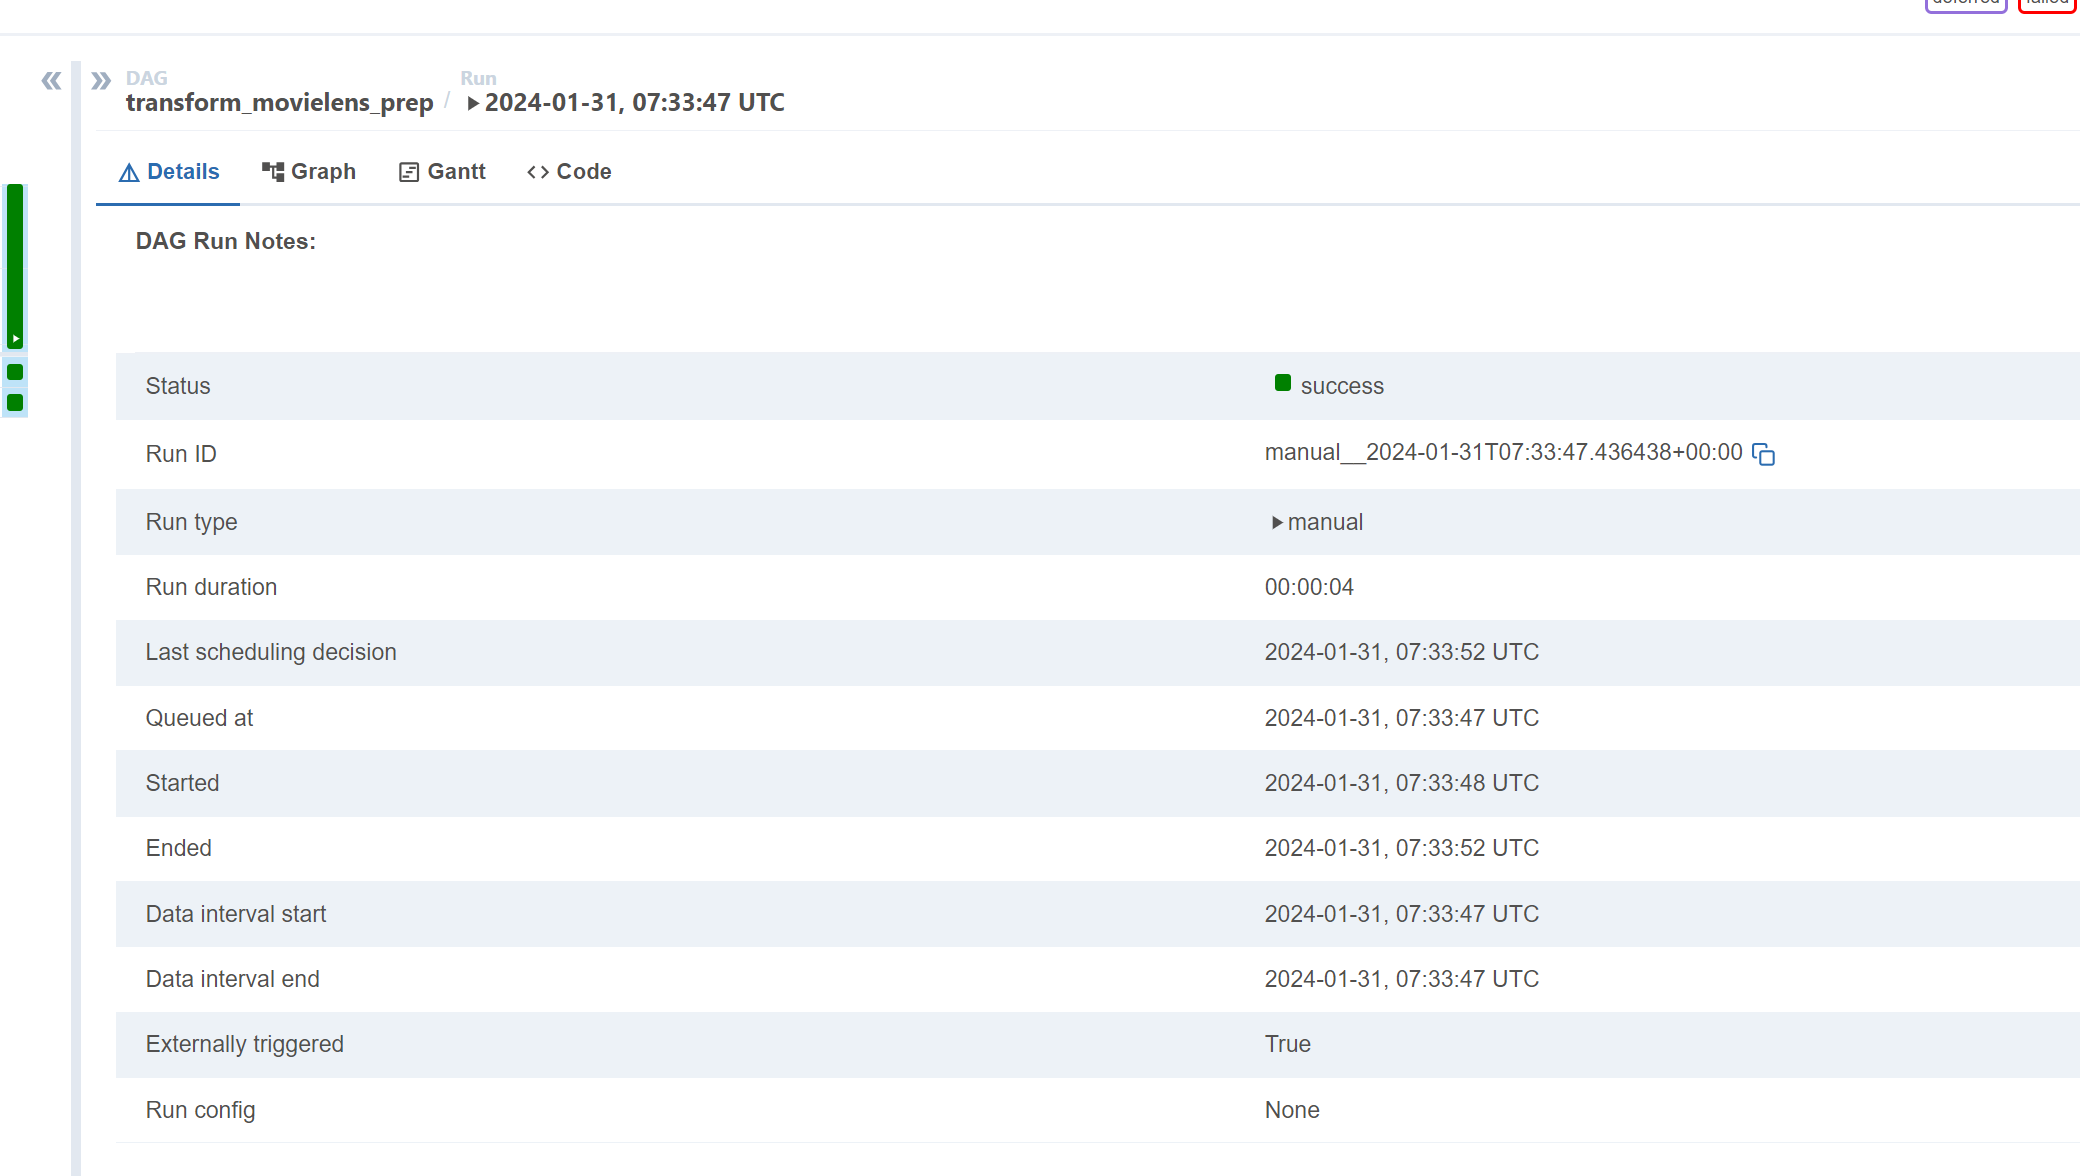 DAG
transform_movielens_prep
/
Run
2024-01-31, 07:33:47 UTC
Details
Graph
Gantt
Code
DAG Run Notes:
Status success
Run ID manual__2024-01-31T07:33:47.436438+00:00
Run type manual
Run duration 00:00:04
Last scheduling decision 2024-01-31, 07:33:52 UTC
Queued at 2024-01-31, 07:33:47 UTC
Started 2024-01-31, 07:33:48 UTC
Ended 2024-01-31, 07:33:52 UTC
Data interval start 2024-01-31, 07:33:47 UTC
Data interval end 2024-01-31, 07:33:47 UTC
Externally triggered True
Run config None